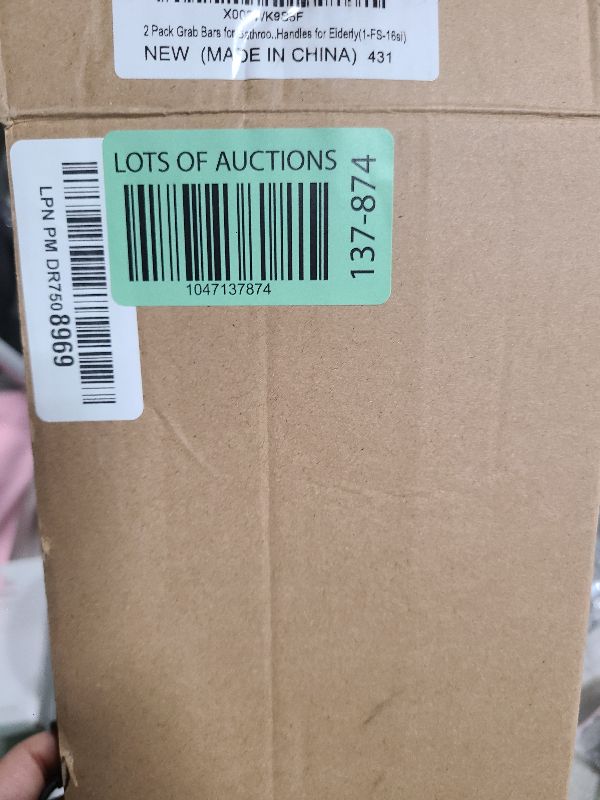 2 Pack Grab Bars for Bathroo..Handles for Elderly(1-FS-16si)
NEW (MADE IN CHINA) 431
LOTS OF AUCTIONS
137-874
1047137874
LPN PM DR7508969